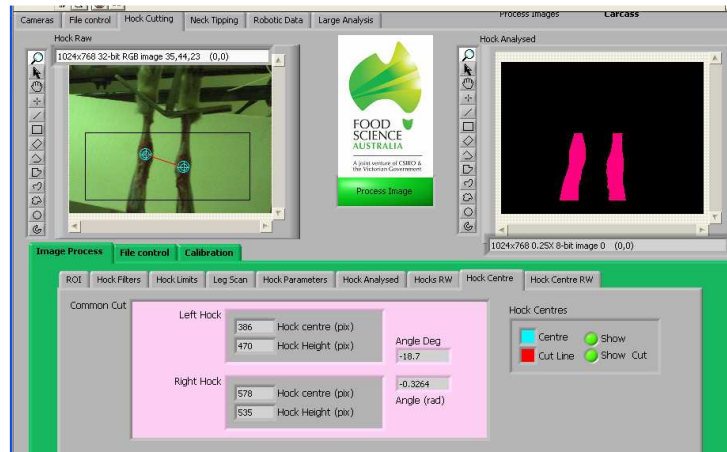 Process Images Carcass
Cameras File control Hock Cutting Neck Tipping Robotic Data Large Analysis
Hock Raw
1024x768 32-bit RGB image 35,44,23 (0,0)
FOOD
SCIENCE
AUSTRALIA
A joint venture of CSIRO &
the Victorian Government
Process Image
Hock Analysed
1024x768 0.25X 8-bit image 0 (0,0)
Image Process File control Calibration
ROI Hock Filters Hock Limits Leg Scan Hock Parameters Hock Analysed Hocks RW Hock Centre Hock Centre RW
Common Cut
Left Hock
386 Hock centre (pix)
470 Hock Height (pix)
Right Hock
578 Hock centre (pix)
535 Hock Height (pix)
Angle Deg
-18.7
-0.3264
Angle (rad)
Hock Centres
Centre Show
Cut Line Show Cut